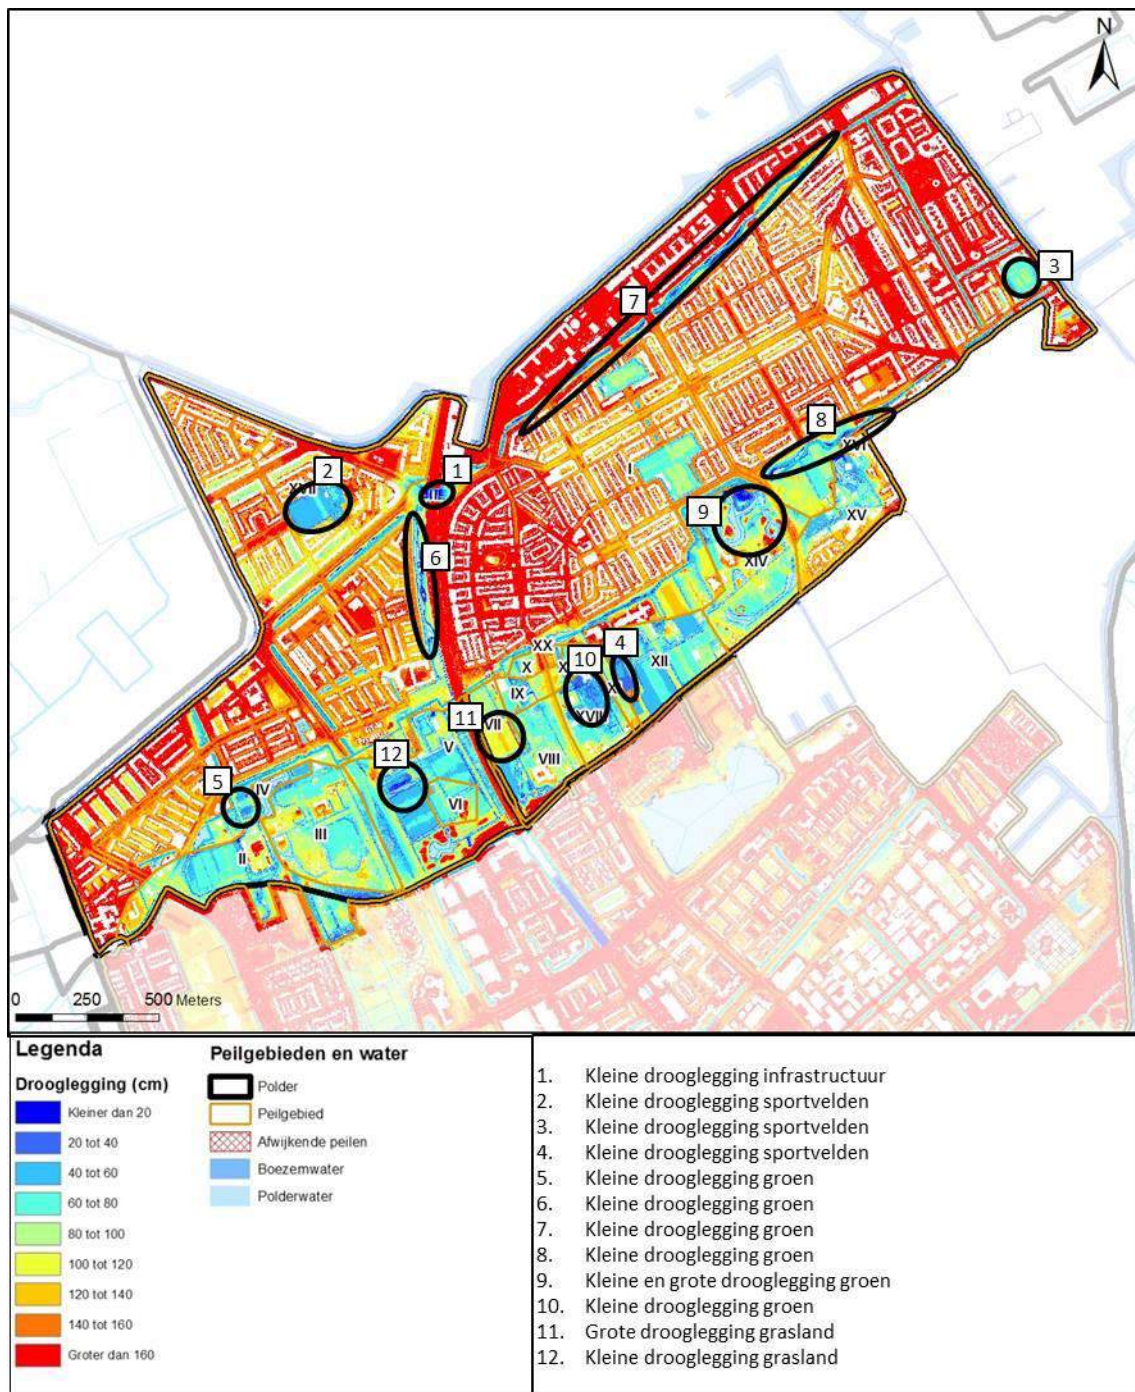 N
3
7
8
XVI
2
XVII
1
I
9
XV
XIV
6
XX
4
10
X
X
XII
IX
X
XVII
11
VII
V
12
VIII
5
IV
VI
III
II
0 250 500 Meters
Legenda
Drooglegging (cm)
Kleiner dan 20
20 tot 40
40 tot 60
60 tot 80
80 tot 100
100 tot 120
120 tot 140
140 tot 160
Groter dan 160
Peilgebieden en water
Polder
Peilgebied
Afwijkende peilen
Boezemwater
Polderwater
1. Kleine drooglegging infrastructuur
2. Kleine drooglegging sportvelden
3. Kleine drooglegging sportvelden
4. Kleine drooglegging sportvelden
5. Kleine drooglegging groen
6. Kleine drooglegging groen
7. Kleine drooglegging groen
8. Kleine drooglegging groen
9. Kleine en grote drooglegging groen
10. Kleine drooglegging groen
11. Grote drooglegging grasland
12. Kleine drooglegging grasland